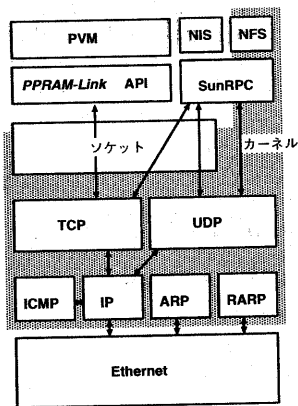 PVM
NIS
NFS
PPRAM-Link API
SunRPC
ソケット
カーネル
TCP
UDP
ICMP
IP
ARP
RARP
Ethernet